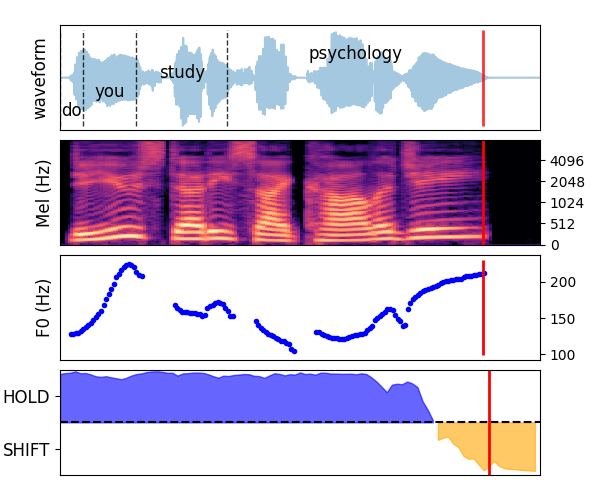 waveform
do
you
study
psychology
Mel (Hz)
4096
2048
1024
512
0
F0 (Hz)
200
150
100
HOLD
SHIFT